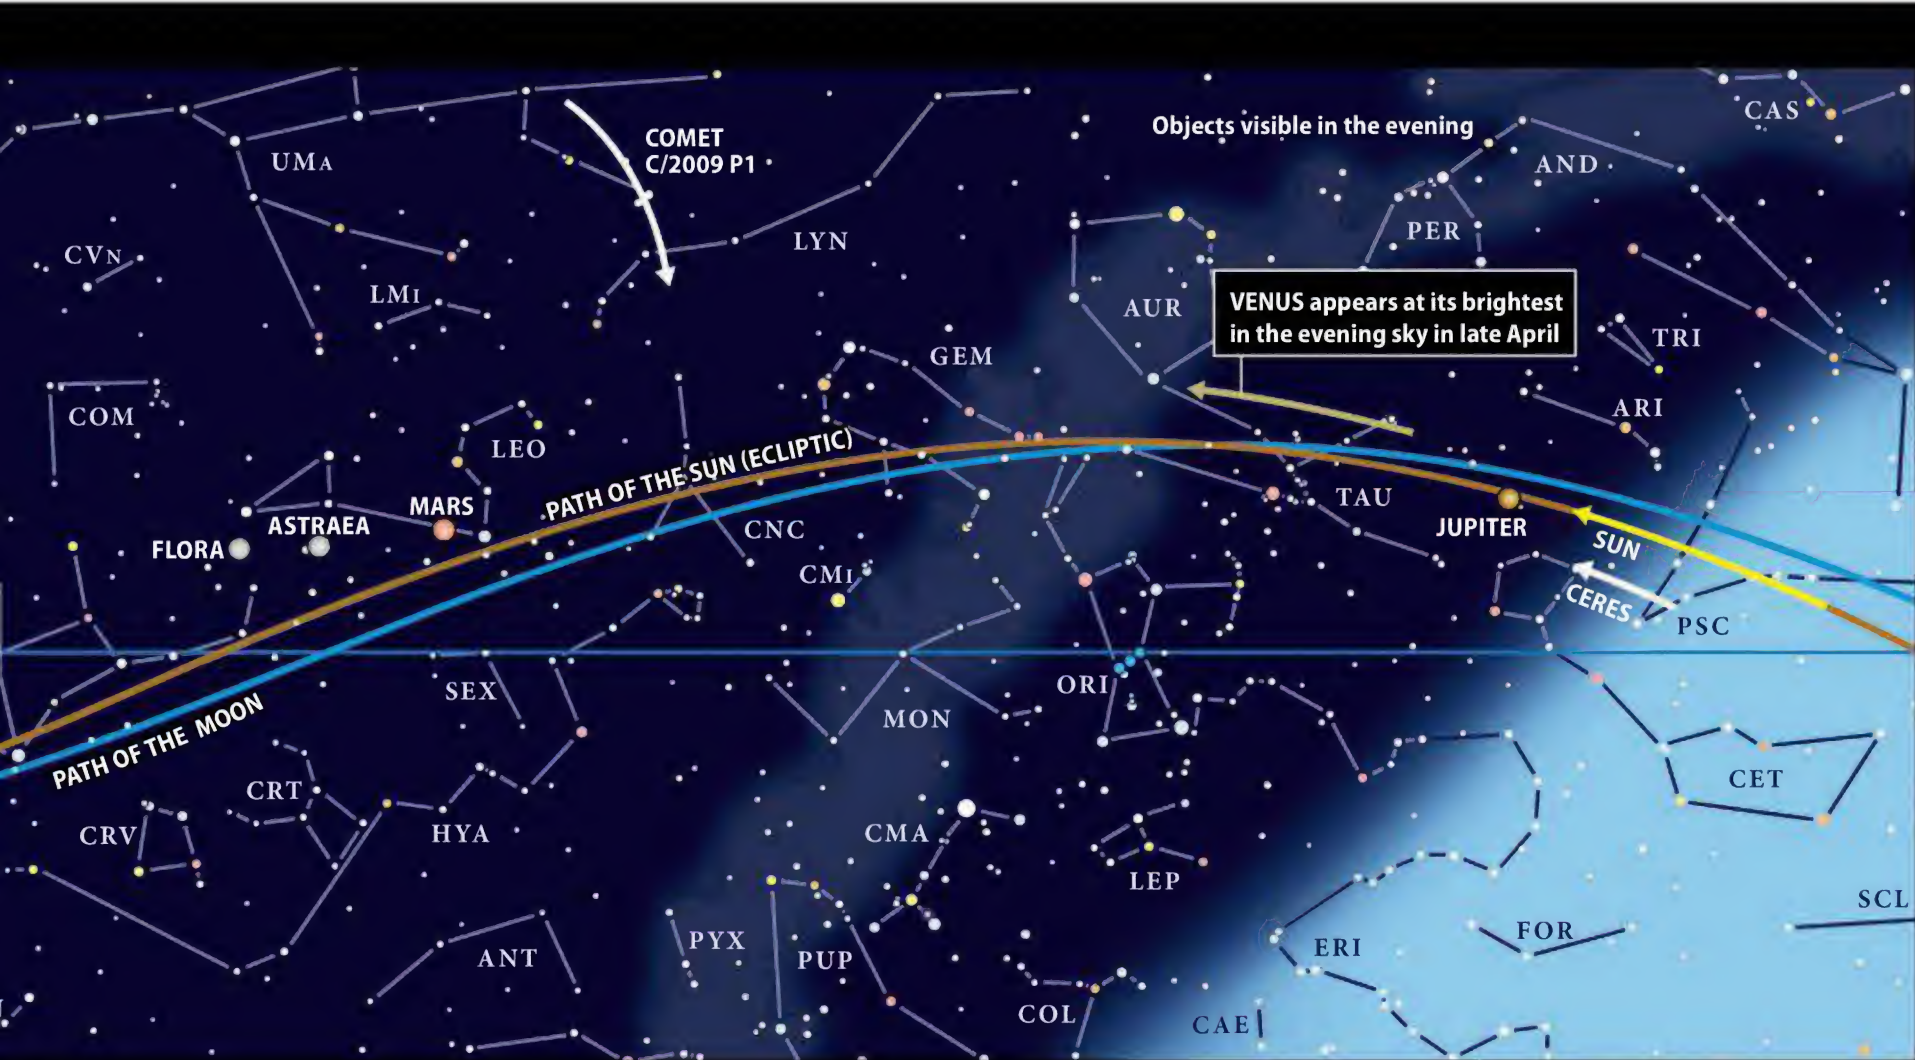 CAS
Objects visible in the evening
COMET
C/2009 P1
UMA
AND
PER
LYN
CVN
LMI
AUR
VENUS appears at its brightest
in the evening sky in late April
TRI
GEM
COM
ARI
LEO
PATH OF THE SUN (ECLIPTIC)
MARS
ASTRAEA
FLORA
TAU
JUPITER
CNC
SUN
CMI
CERES
PSC
SEX
ORI
MON
PATH OF THE MOON
CRT
CET
CRV
HYA
CMA
LEP
SCL
PYX
ANT
PUP
FOR
ERI
COL
CAE